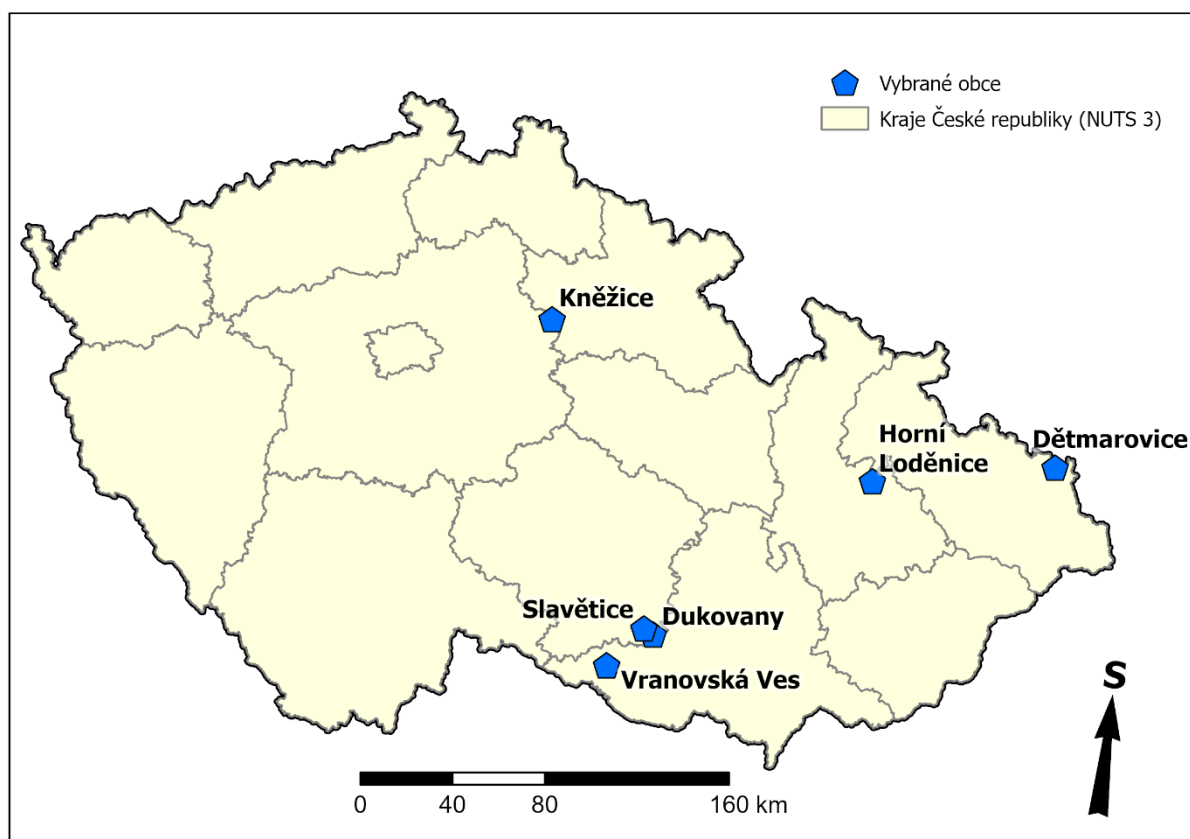 Vybrané obce
Kraje České republiky (NUTS 3)
Kněžice
Horní
Loděnice
Dětmarovice
Slavětice
Dukovany
Vranovská Ves
S
0 40 80 160 km